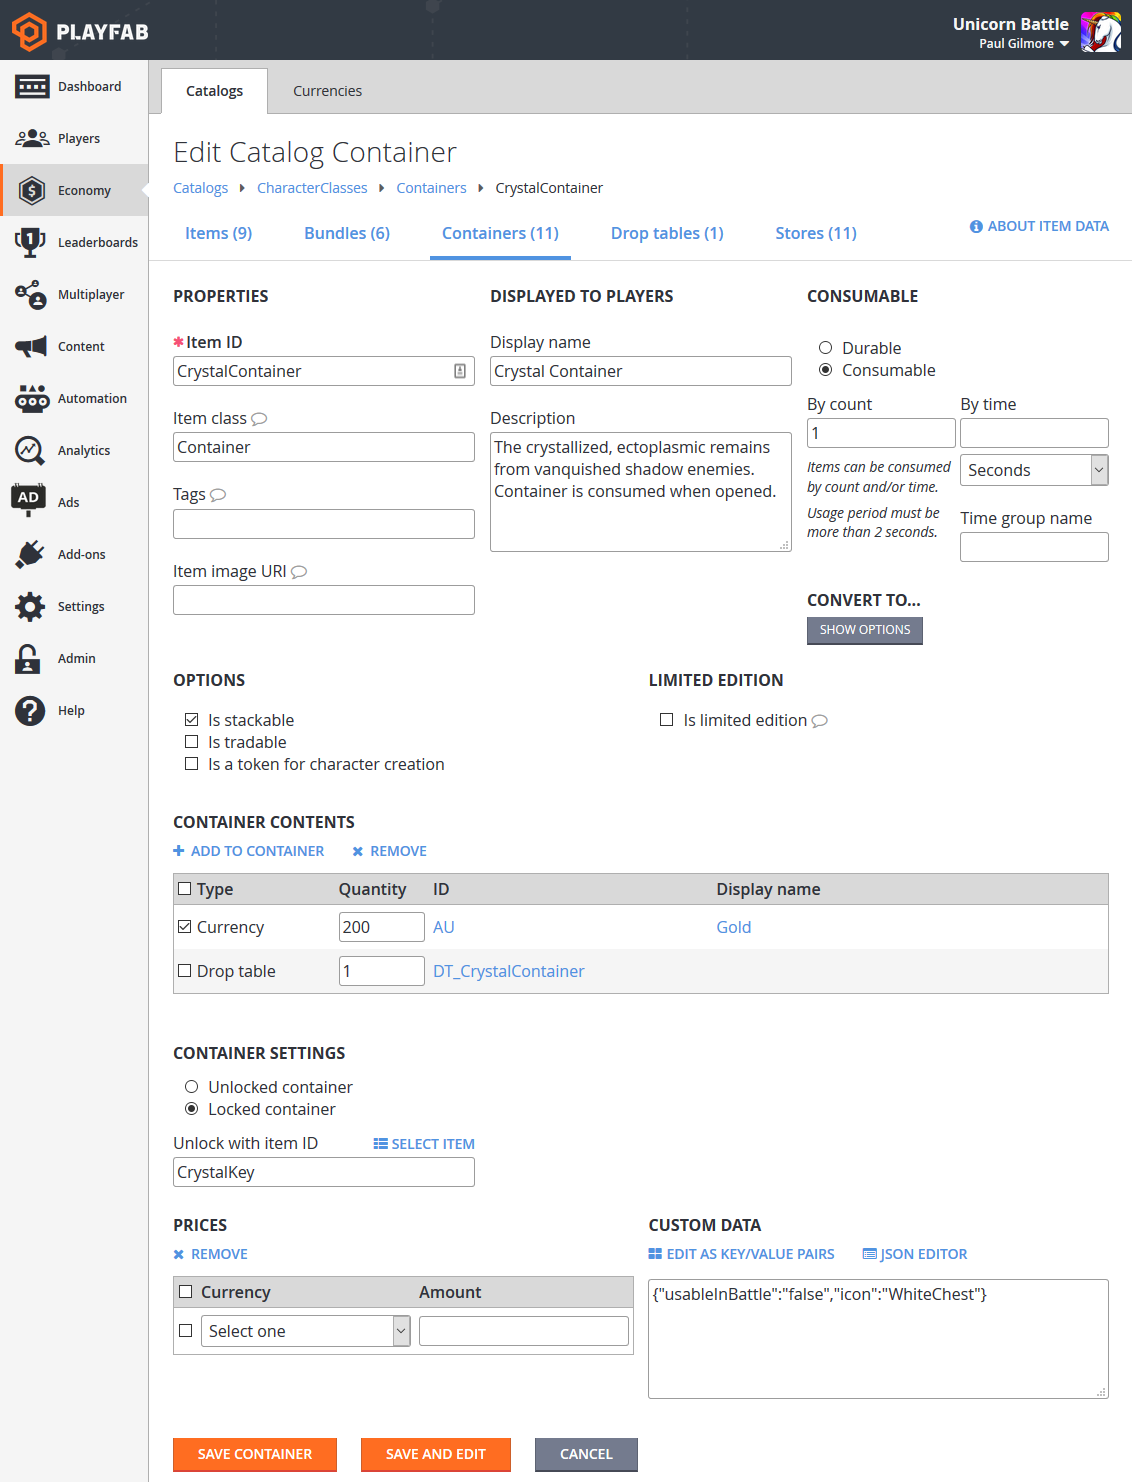 PLAYFAB
Unicorn Battle
Paul Gilmore
Dashboard
Players
Economy
Leaderboards
Multiplayer
Content
Automation
Analytics
AD
Ads
Add-ons
Settings
Admin
Help
Catalogs
Currencies
Edit Catalog Container
Catalogs CharacterClasses Containers CrystalContainer
Items (9)
Bundles (6)
Containers (11)
Drop tables (1)
Stores (11)
ABOUT ITEM DATA
PROPERTIES
*Item ID
CrystalContainer
Item class
Container
Tags
Item image URI
DISPLAYED TO PLAYERS
Display name
Crystal Container
Description
The crystallized, ectoplasmic remains
from vanquished shadow enemies.
Container is consumed when opened.
CONSUMABLE
Durable
Consumable
By count
By time
1
Items can be consumed
by count and/or time.
Seconds
Usage period must be
more than 2 seconds.
Time group name
CONVERT TO...
SHOW OPTIONS
OPTIONS
Is stackable
Is tradable
Is a token for character creation
LIMITED EDITION
Is limited edition
CONTAINER CONTENTS
ADD TO CONTAINER
REMOVE
Type Quantity ID Display name
Currency 200 AU Gold
Drop table 1 DT_CrystalContainer
CONTAINER SETTINGS
Unlocked container
Locked container
Unlock with item ID
SELECT ITEM
CrystalKey
PRICES
REMOVE
Currency Amount
Select one
CUSTOM DATA
EDIT AS KEY/VALUE PAIRS
JSON EDITOR
{"usableInBattle":"false","icon":"WhiteChest"}
SAVE CONTAINER
SAVE AND EDIT
CANCEL